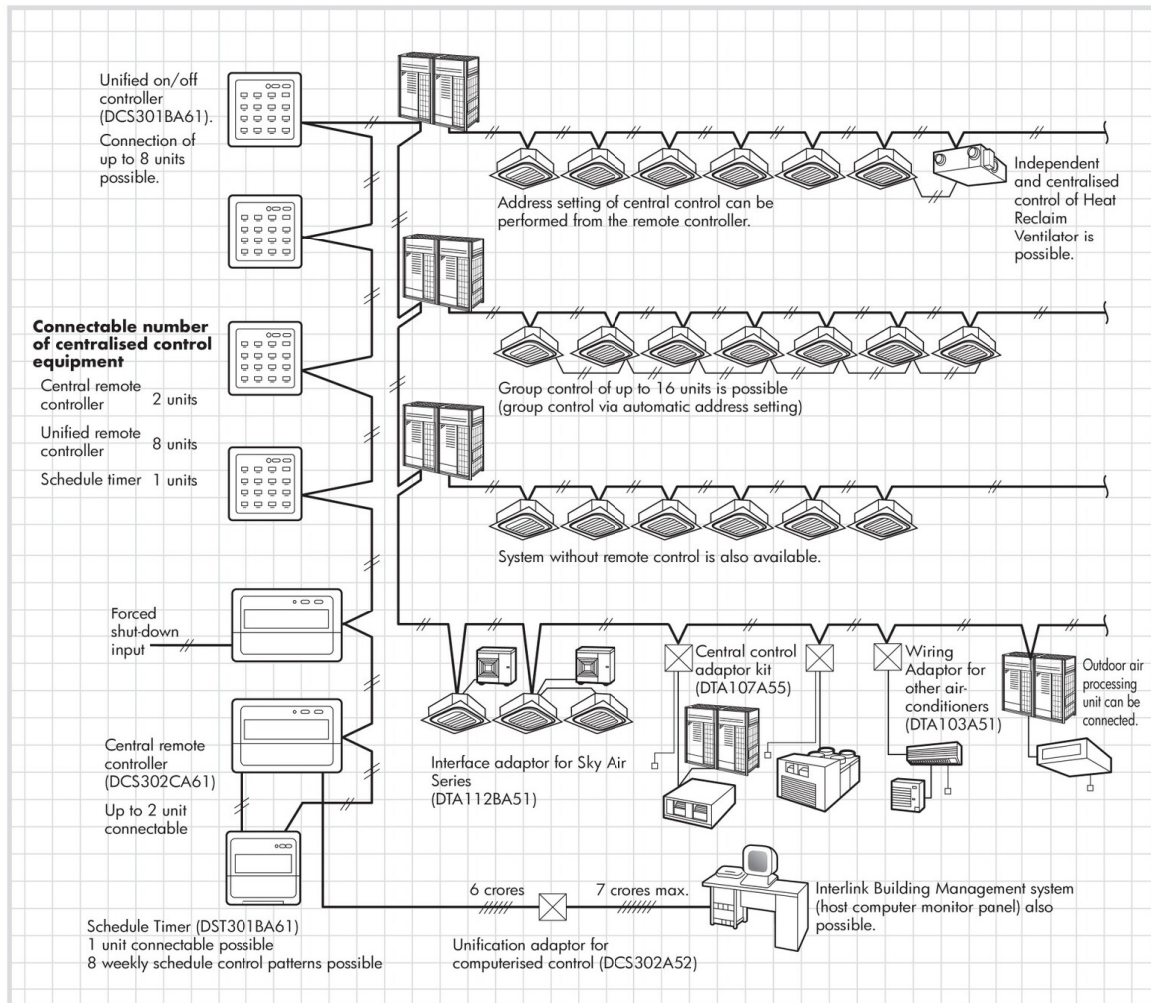 Unified on/off
controller
(DCS301BA61).
Connection of
up to 8 units
possible.
Address setting of central control can be
performed from the remote controller.
Independent
and centralised
control of Heat
Reclaim
Ventilator is
possible.
Connectable number
of centralised control
equipment
Central remote
controller 2 units
Unified remote
controller 8 units
Schedule timer 1 units
Group control of up to 16 units is possible
(group control via automatic address setting)
System without remote control is also available.
Forced
shut-down
input
Central control
adaptor kit
(DTA107A55)
Wiring
Adaptor for
other air-
conditioners
(DTA103A51)
Outdoor air
processing
unit can be
connected.
Interface adaptor for Sky Air
Series
(DTA112BA51)
Central remote
controller
(DCS302CA61)
Up to 2 unit
connectable
Schedule Timer (DST301BA61)
1 unit connectable possible
8 weekly schedule control patterns possible
6 crores
7 crores max.
Unification adaptor for
computerised control (DCS302A52)
Interlink Building Management system
(host computer monitor panel) also
possible.